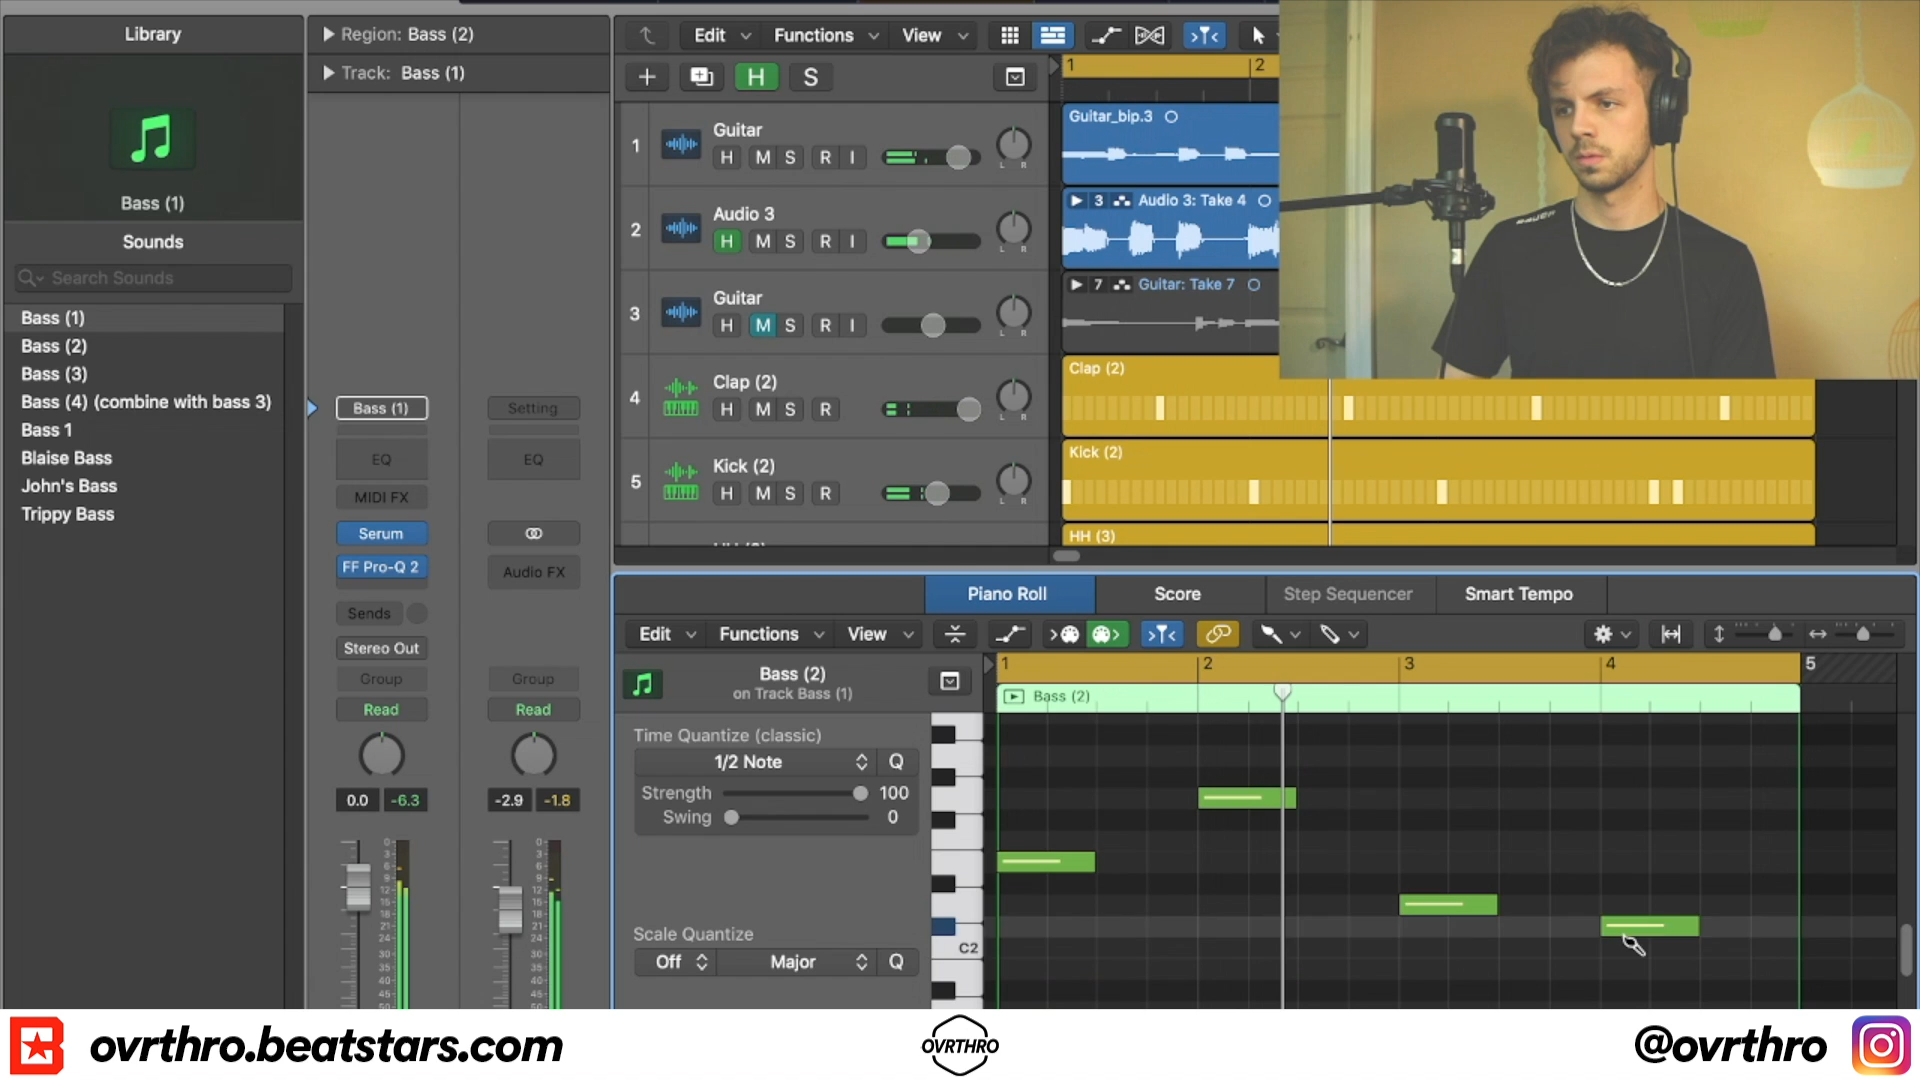 Library
Bass (1)
Sounds
Search Sounds
Bass (1)
Bass (2)
Bass (3)
Bass (4) (combine with bass 3)
Bass 1
Blaise Bass
John's Bass
Trippy Bass
Region: Bass (2)
Track: Bass (1)
Bass (1)
Setting
EQ
EQ
MIDI FX
Serum
FF Pro-Q 2
Audio FX
Sends
Stereo Out
Group
Group
Read
Read
0.0
-6.3
-2.9
-1.8
Edit
Functions
View
H
S
1
2
1
Guitar
H M S R I
2
Audio 3
H M S R I
3
Guitar
H M S R I
4
Clap (2)
H M S R
5
Kick (2)
H M S R
Guitar_bip.3
3
Audio 3: Take 4
7
Guitar: Take 7
Clap (2)
Kick (2)
HH (3)
Piano Roll
Score
Step Sequencer
Smart Tempo
Edit
Functions
View
Bass (2)
on Track Bass (1)
1
2
3
4
5
Bass (2)
Time Quantize (classic)
1/2 Note
Q
Strength
100
Swing
0
Scale Quantize
Off
Major
Q
C2
ovrthro.beatstars.com
OVRTHRO
@ovrthro